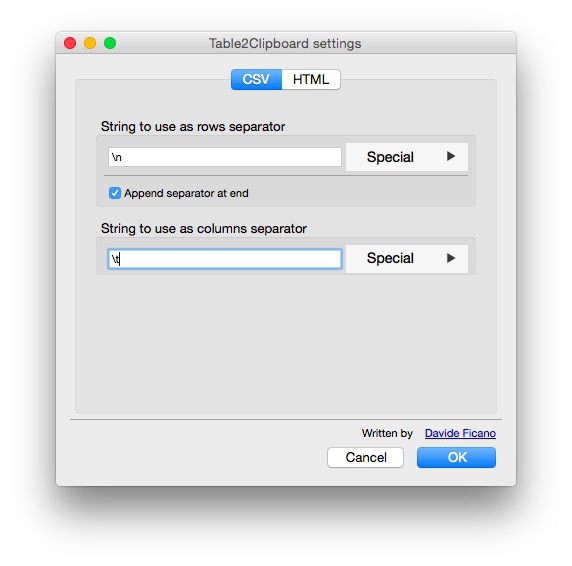 Table2Clipboard settings
CSV HTML
String to use as rows separator
\n Special
Append separator at end
String to use as columns separator
\t Special
Written by Davide Ficano
Cancel OK